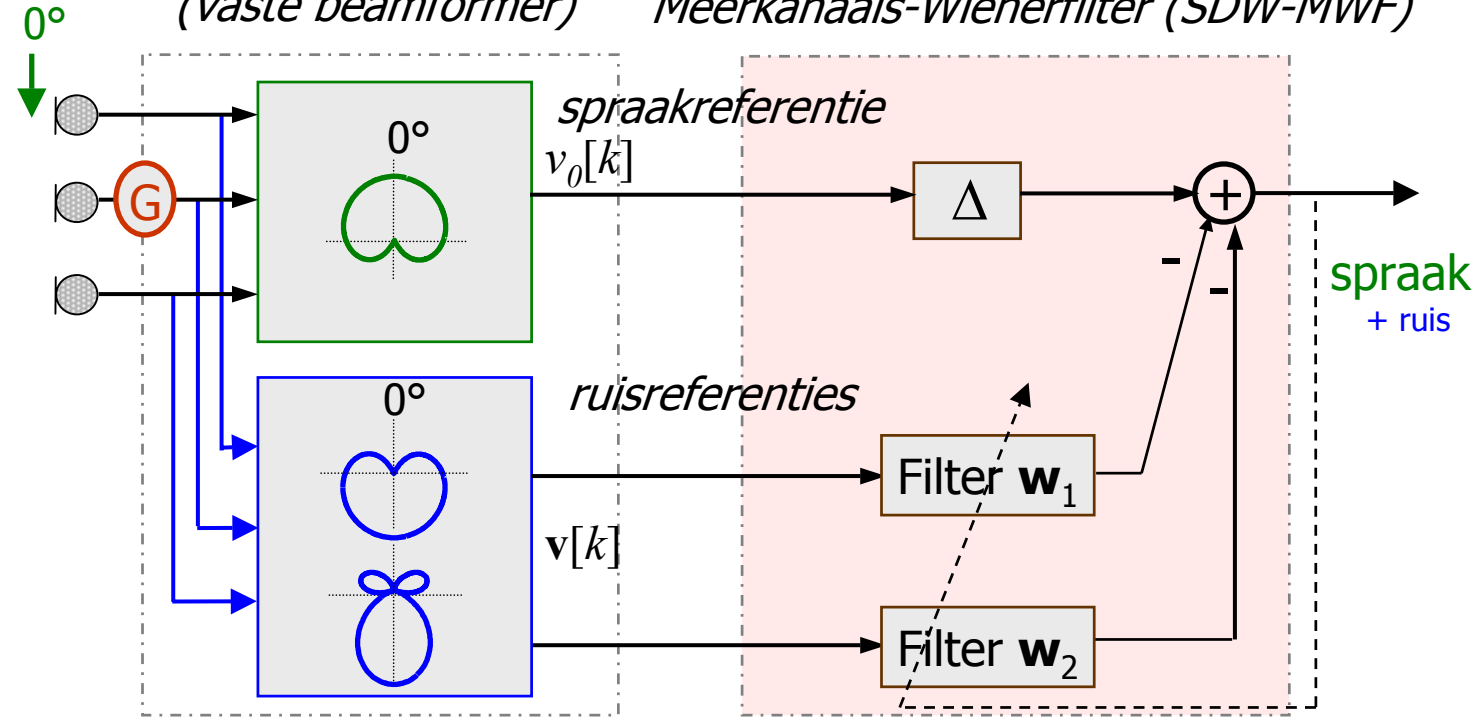 (vaste beamformer) Meerkanaals-Wienerfilter (SDW-MWF)
0°
spraakreferentie
0°
v0[k]
G
Δ
+
-
-
spraak
+ ruis
0°
ruisreferenties
Filter w1
v[k]
Filter w2